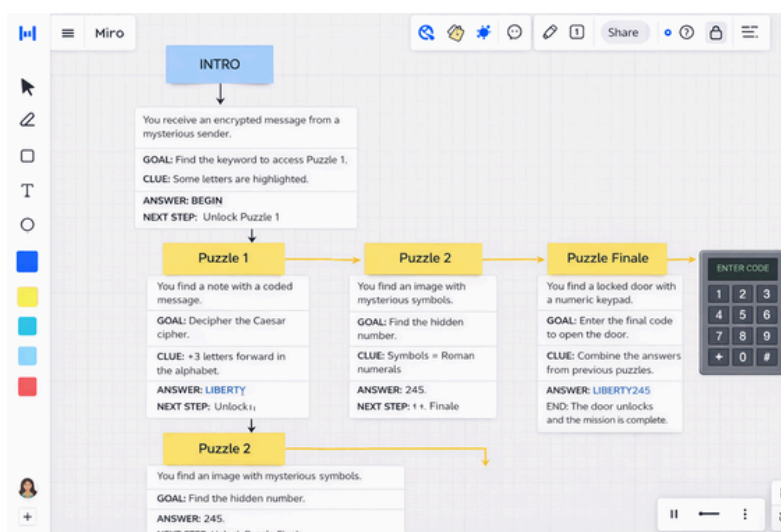 Miro
1
Share
?
INTRO
You receive an encrypted message from a
mysterious sender.
GOAL: Find the keyword to access Puzzle 1.
CLUE: Some letters are highlighted.
ANSWER: BEGIN
NEXT STEP: Unlock Puzzle 1
Puzzle 1
You find a note with a coded
message.
GOAL: Decipher the Caesar
cipher.
CLUE: +3 letters forward in
the alphabet.
ANSWER: LIBERTY
NEXT STEP: Unlock
Puzzle 2
You find an image with
mysterious symbols.
GOAL: Find the hidden
number.
CLUE: Symbols = Roman
numerals
ANSWER: 245.
NEXT STEP: Finale
Puzzle Finale
You find a locked door with
a numeric keypad.
GOAL: Enter the final code
to open the door.
CLUE: Combine the answers
from previous puzzles.
ANSWER: LIBERTY245
END: The door unlocks
and the mission is complete.
ENTER CODE
1 2 3
4 5 6
7 8 9
+ 0 #
Puzzle 2
You find an image with mysterious symbols.
GOAL: Find the hidden number.
ANSWER: 245.
T